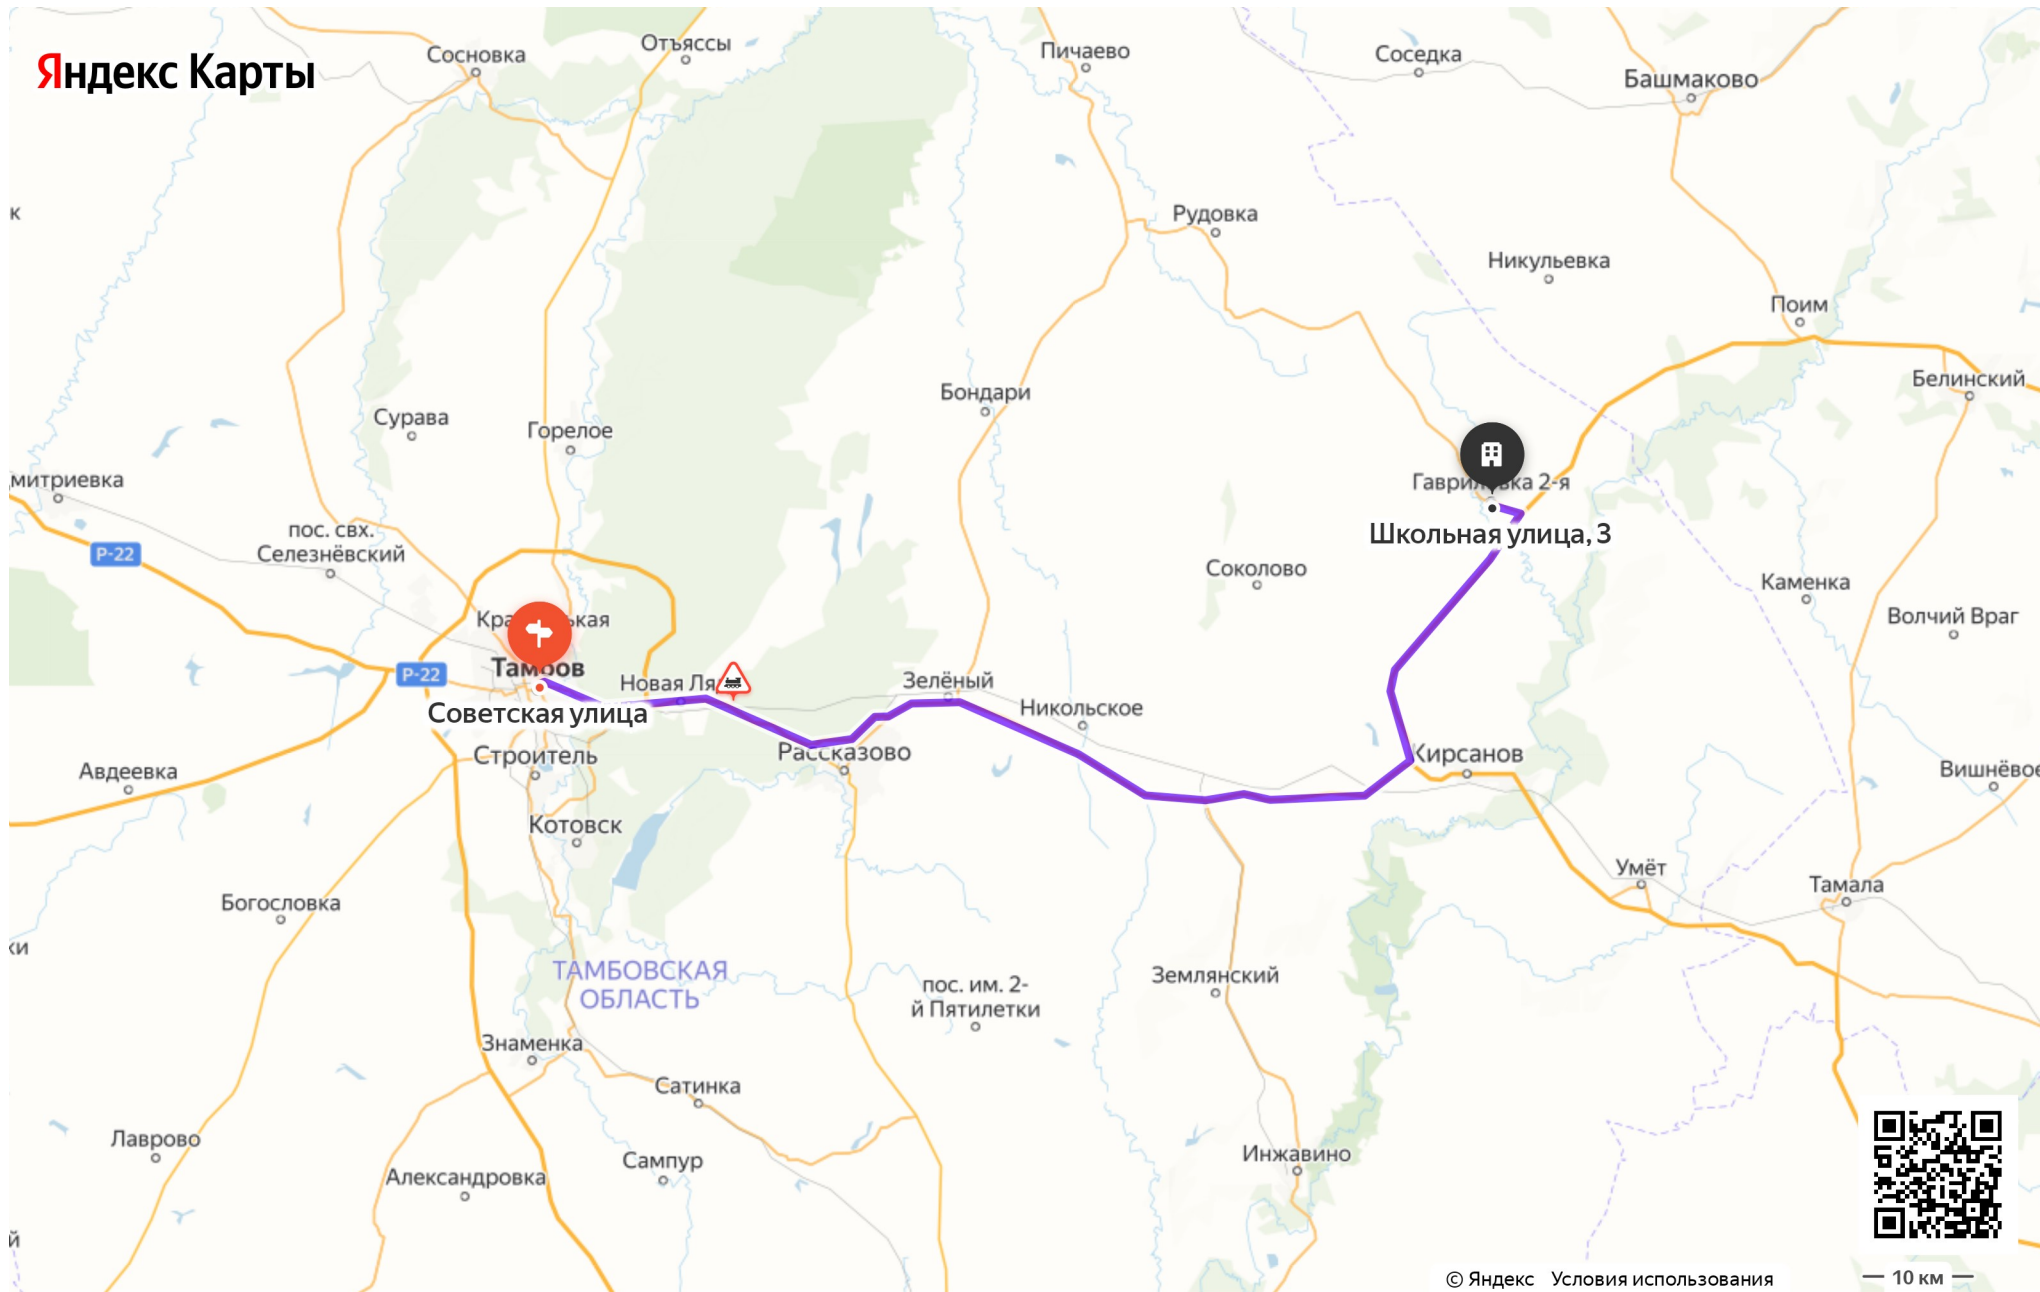 Яндекс Карты
Сосновка
Отъяссы
Пичаево
Соседка
Башмаково
к
Рудовка
Никульевка
Поим
Белинский
Бондари
Сурава
Горелое
митриевка
Гавриловка 2-я
Школьная улица, 3
пос. свх.
Селезнёвский
Р-22
Соколово
Каменка
Волчий Враг
Тамбов
Р-22
Новая Ля
Зелёный
Никольское
Советская улица
Строитель
Рассказово
Кирсанов
Авдеевка
Вишнёвое
Котовск
Умёт
Тамала
Богословка
ки
ТАМБОВСКАЯ
ОБЛАСТЬ
Землянский
пос. им. 2-
й Пятилетки
Знаменка
Сатинка
Лаврово
Александровка
Сампур
Инжавино
й
© Яндекс Условия использования
10 км